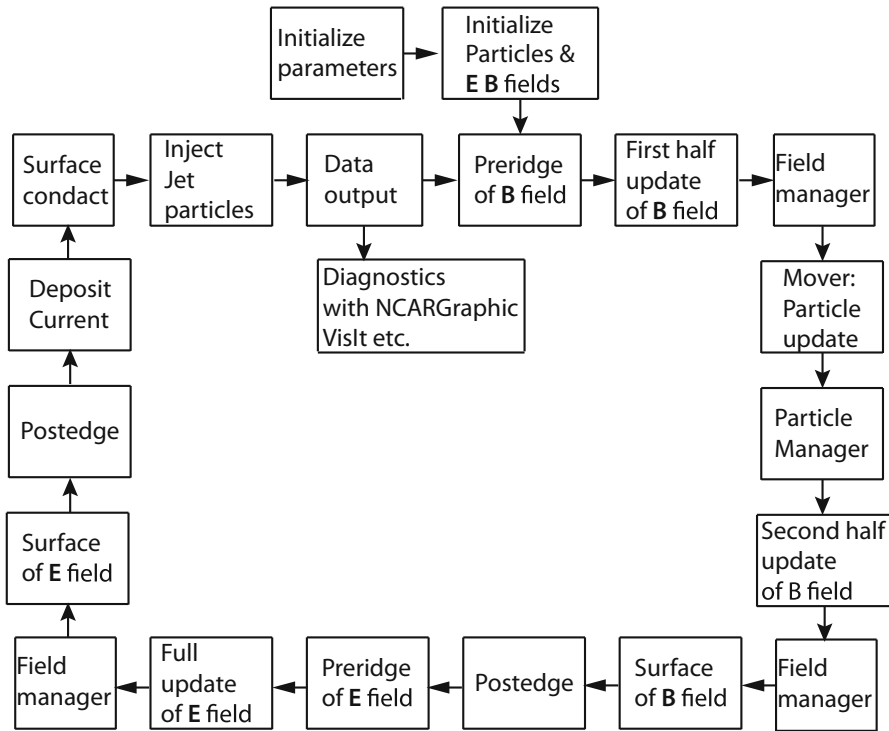 Initialize
parameters
Initialize
Particles &
E B fields
Surface
condact
Inject
Jet
particles
Data
output
Preridge
of B field
First half
update
of B field
Field
manager
Deposit
Current
Diagnostics
with NCARGraphic
VisIt etc.
Mover:
Particle
update
Postedge
Particle
Manager
Surface
of E field
Second half
update
of B field
Field
manager
Full
update
of E field
Preridge
of E field
Postedge
Surface
of B field
Field
manager